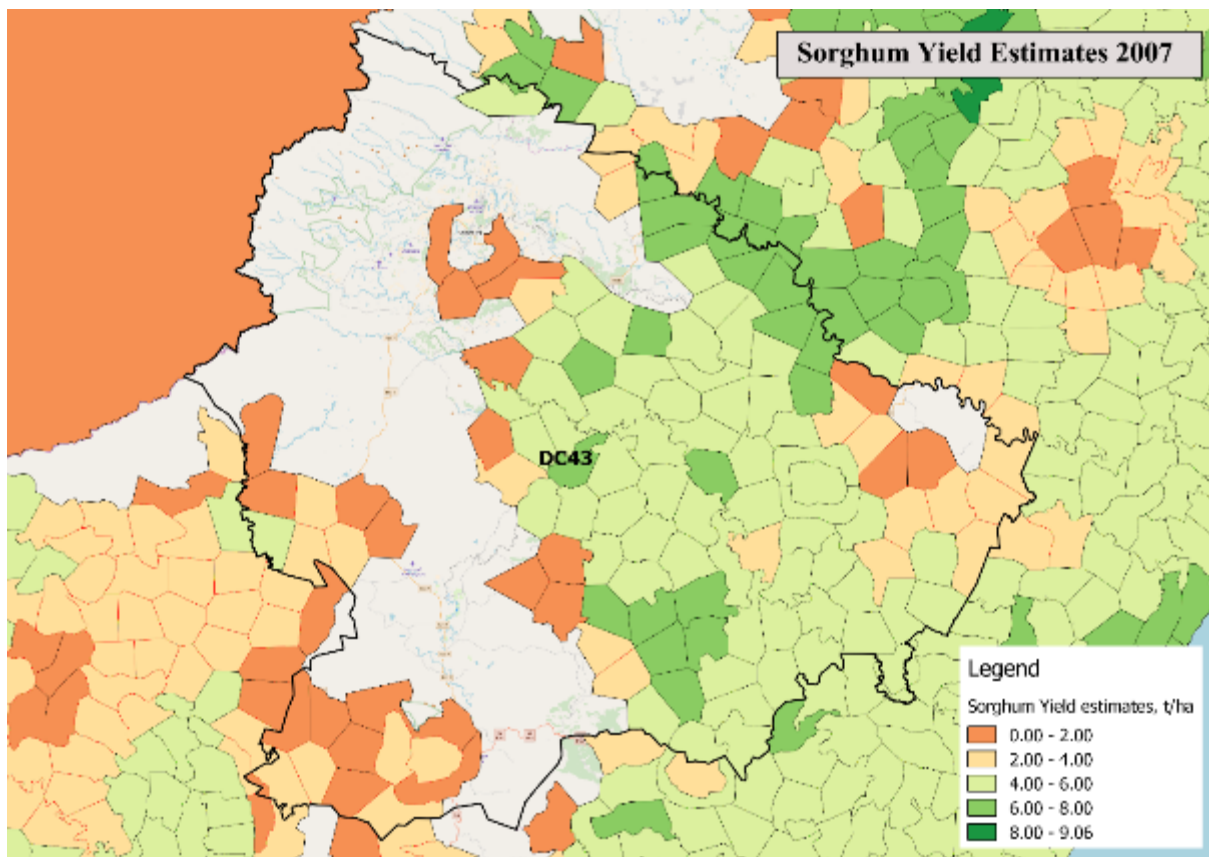 Sorghum Yield Estimates 2007
DC43
Legend
Sorghum Yield estimates, t/ha
0.00 - 2.00
2.00 - 4.00
4.00 - 6.00
6.00 - 8.00
8.00 - 9.06